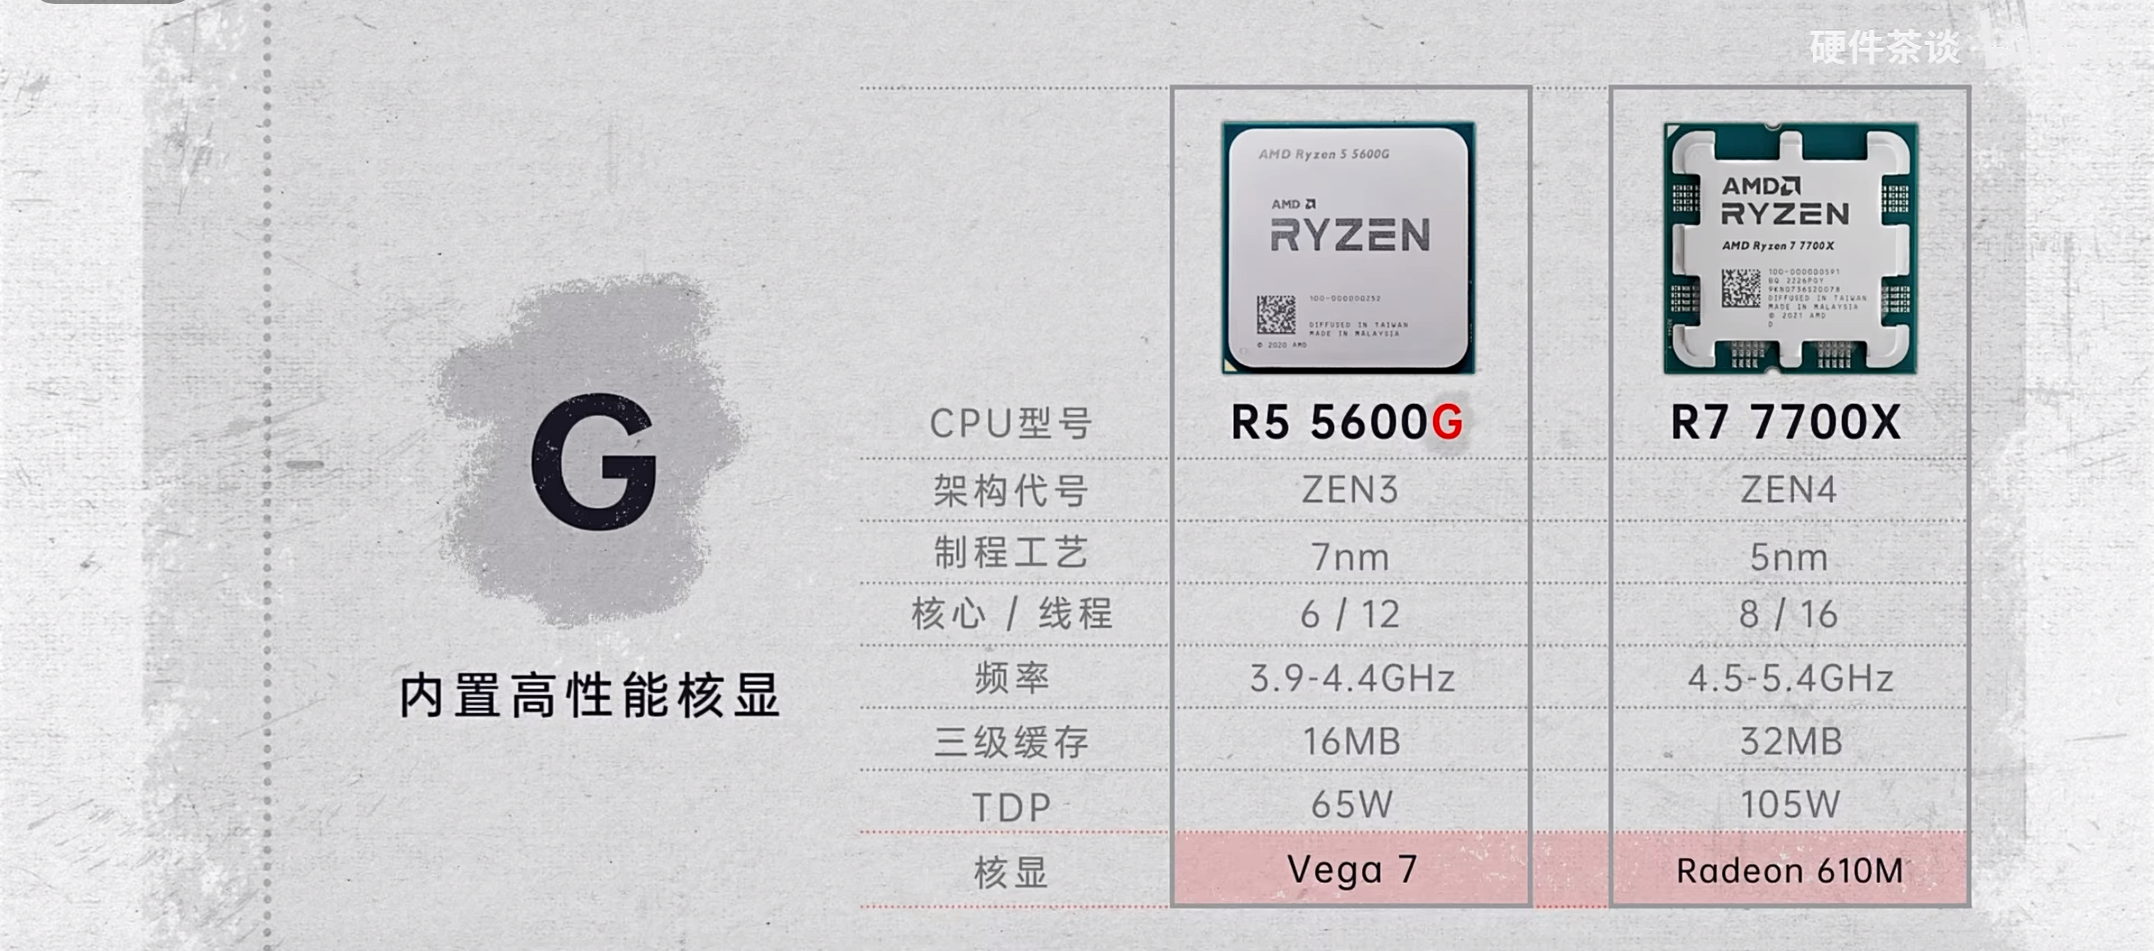 硬件茶谈
AMD Ryzen 5 5600G
AMD
RYZEN
100-000000252
DIFFUSED IN TAIWAN
MADE IN MALAYSIA
© 2020 AMD
AMD
RYZEN
AMD Ryzen 7 7700X
100-000000591
BG 2226PGY
9KN0736S20078
DIFFUSED IN TAIWAN
MADE IN MALAYSIA
© 2021 AMD
D
G
内置高性能核显
CPU型号 R5 5600G R7 7700X
架构代号 ZEN3 ZEN4
制程工艺 7nm 5nm
核心 / 线程 6 / 12 8 / 16
频率 3.9-4.4GHz 4.5-5.4GHz
三级缓存 16MB 32MB
TDP 65W 105W
核显 Vega 7 Radeon 610M